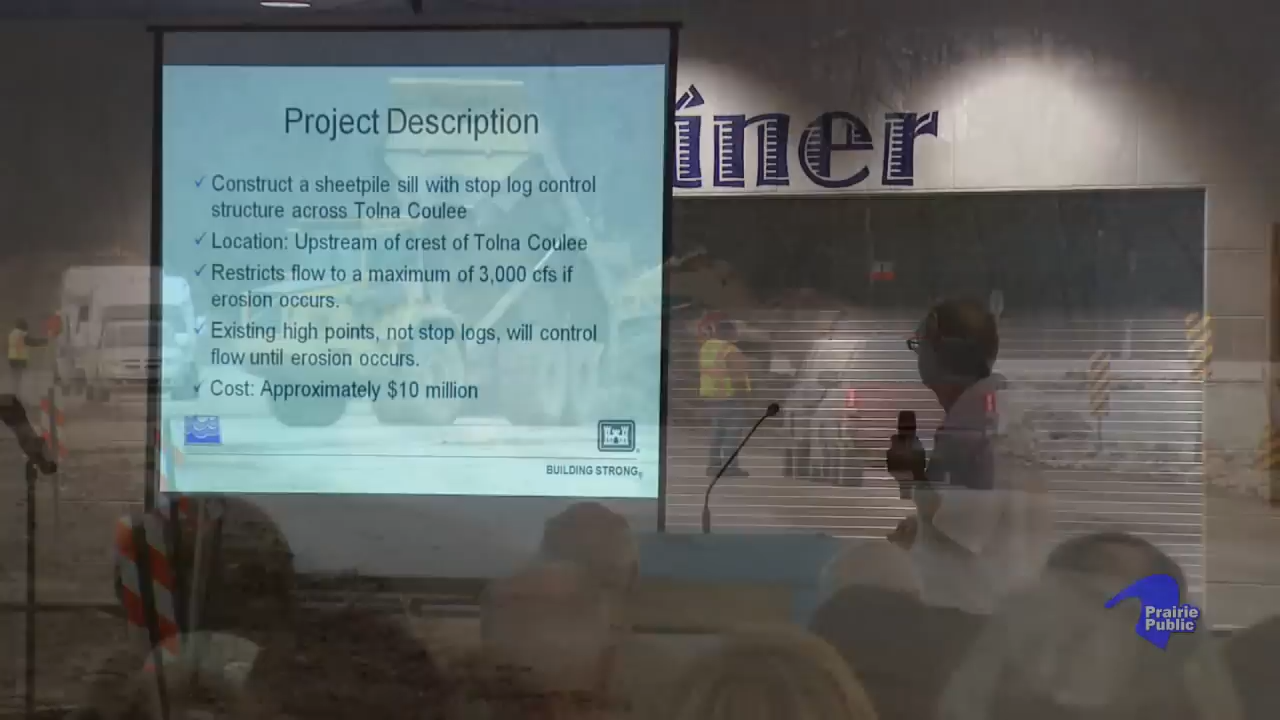 Project Description
✓ Construct a sheetpile sill with stop log control
structure across Tolna Coulee
✓ Location: Upstream of crest of Tolna Coulee
✓ Restricts flow to a maximum of 3,000 cfs if
erosion occurs.
✓ Existing high points, not stop logs, will control
flow until erosion occurs.
✓ Cost: Approximately $10 million
BUILDING STRONG®
iner
Prairie
Public